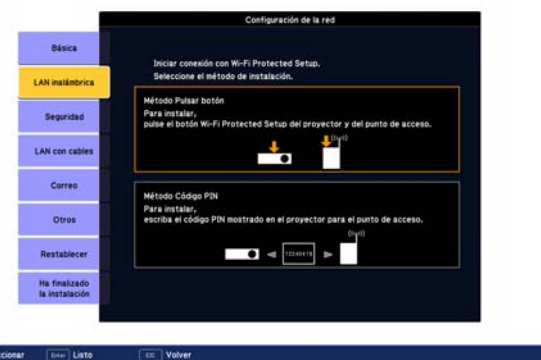 Configuración de la red
Básica
LAN inalámbrica
Seguridad
LAN con cables
Correo
Otros
Restablecer
Ha finalizado
la instalación
Iniciar conexión con Wi-Fi Protected Setup.
Seleccione el método de instalación.
Método Pulsar botón
Para instalar,
pulse el botón Wi-Fi Protected Setup del proyector y del punto de acceso.
Método Código PIN
Para instalar,
escriba el código PIN mostrado en el proyector para el punto de acceso.
12345678
ccionar Enter Listo ESC Volver